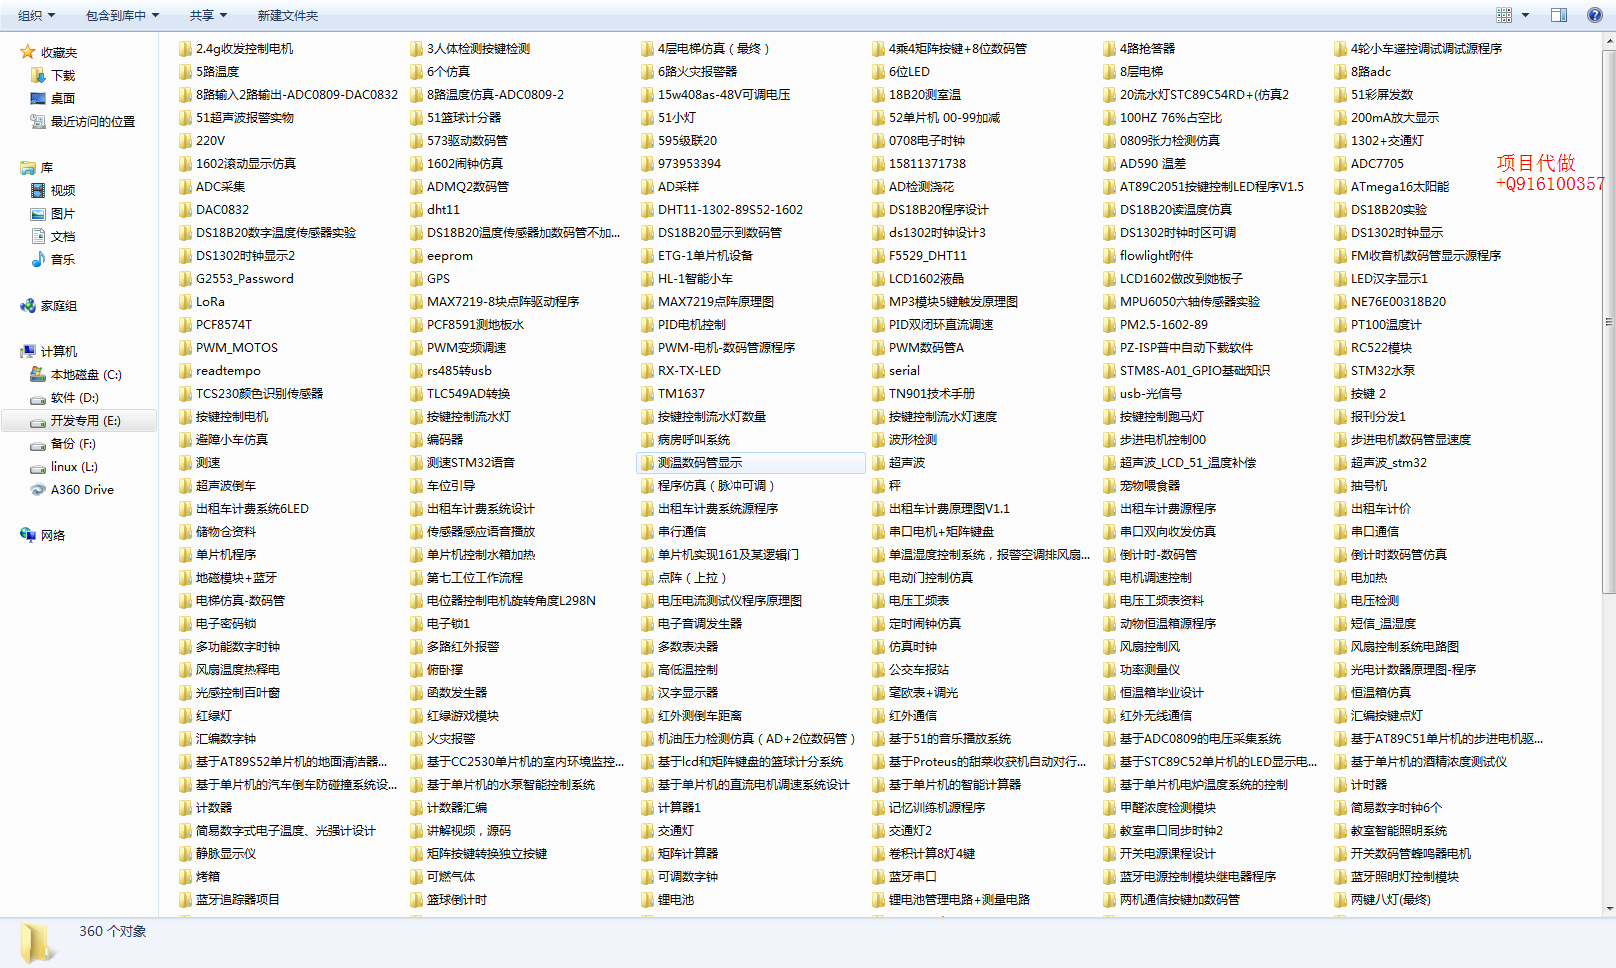 组织 包含到库中 共享 新建文件夹
收藏夹
下载
桌面
最近访问的位置
库
视频
图片
文档
音乐
家庭组
计算机
本地磁盘 (C:)
软件 (D:)
开发专用 (E:)
备份 (F:)
linux (L:)
A360 Drive
网络
2.4g收发控制电机 3人体检测按键检测 4层电梯仿真（最终） 4乘4矩阵按键+8位数码管 4路抢答器 4轮小车遥控调试调试源程序
5路温度 6个仿真 6路火灾报警器 6位LED 8层电梯 8路adc
8路输入2路输出-ADC0809-DAC0832 8路温度仿真-ADC0809-2 15w408as-48V可调电压 18B20测室温 20流水灯STC89C54RD+(仿真2 51彩屏发数
51超声波报警实物 51篮球计分器 51小灯 52单片机 00-99加减 100HZ 76%占空比 200mA放大显示
220V 573驱动数码管 595级联20 0708电子时钟 0809张力检测仿真 1302+交通灯
1602滚动显示仿真 1602闹钟仿真 973953394 15811371738 AD590 温差 ADC7705
项目代做
+Q916100357
ADC采集 ADMQ2数码管 AD采样 AD检测浇花 AT89C2051按键控制LED程序V1.5 ATmega16太阳能
DAC0832 dht11 DHT11-1302-89S52-1602 DS18B20程序设计 DS18B20读温度仿真 DS18B20实验
DS18B20数字温度传感器实验 DS18B20温度传感器加数码管不加... DS18B20显示到数码管 ds1302时钟设计3 DS1302时钟时区可调 DS1302时钟显示
DS1302时钟显示2 eeprom ETG-1单片机设备 F5529_DHT11 flowlight附件 FM收音机数码管显示源程序
G2553_Password GPS HL-1智能小车 LCD1602液晶 LCD1602做改到她板子 LED汉字显示1
LoRa MAX7219-8块点阵驱动程序 MAX7219点阵原理图 MP3模块5键触发原理图 MPU6050六轴传感器实验 NE76E00318B20
PCF8574T PCF8591测地板水 PID电机控制 PID双闭环直流调速 PM2.5-1602-89 PT100温度计
PWM_MOTOS PWM变频调速 PWM-电机-数码管源程序 PWM数码管A PZ-ISP普中自动下载软件 RC522模块
readtempo rs485转usb RX-TX-LED serial STM8S-A01_GPIO基础知识 STM32水泵
TCS230颜色识别传感器 TLC549AD转换 TM1637 TN901技术手册 usb-光信号 按键 2
按键控制电机 按键控制流水灯 按键控制流水灯数量 按键控制流水灯速度 按键控制跑马灯 报刊分发1
避障小车仿真 编码器 病房呼叫系统 波形检测 步进电机控制00 步进电机数码管显速度
测速 测速STM32语音 测温数码管显示 超声波 超声波_LCD_51_温度补偿 超声波_stm32
超声波倒车 车位引导 程序仿真（脉冲可调） 秤 宠物喂食器 抽号机
出租车计费系统6LED 出租车计费系统设计 出租车计费系统源程序 出租车计费原理图V1.1 出租车计费源程序 出租车计价
储物仓资料 传感器感应语音播放 串行通信 串口电机+矩阵键盘 串口双向收发仿真 串口通信
单片机程序 单片机控制水箱加热 单片机实现161及某逻辑门 单温湿度控制系统，报警空调排风扇... 倒计时-数码管 倒计时数码管仿真
地磁模块+蓝牙 第七工位工作流程 点阵（上拉） 电动门控制仿真 电机调速控制 电加热
电梯仿真-数码管 电位器控制电机旋转角度L298N 电压电流测试仪程序原理图 电压工频表 电压工频表资料 电压检测
电子密码锁 电子锁1 电子音调发生器 定时闹钟仿真 动物恒温箱源程序 短信_温湿度
多功能数字时钟 多路红外报警 多数表决器 仿真时钟 风扇控制风 风扇控制系统电路图
风扇温度热释电 俯卧撑 高低温控制 公交车报站 功率测量仪 光电计数器原理图-程序
光感控制百叶窗 函数发生器 汉字显示器 毫欧表+调光 恒温箱毕业设计 恒温箱仿真
红绿灯 红绿游戏模块 红外测倒车距离 红外通信 红外无线通信 汇编按键点灯
汇编数字钟 火灾报警 机油压力检测仿真（AD+2位数码管） 基于51的音乐播放系统 基于ADC0809的电压采集系统 基于AT89C51单片机的步进电机驱...
基于AT89S52单片机的地面清洁器... 基于CC2530单片机的室内环境监控... 基于lcd和矩阵键盘的篮球计分系统 基于Proteus的甜菜收获机自动对行... 基于STC89C52单片机的LED显示电... 基于单片机的酒精浓度测试仪
基于单片机的汽车倒车防碰撞系统设... 基于单片机的水泵智能控制系统 基于单片机的直流电机调速系统设计 基于单片机的智能计算器 基于单片机电炉温度系统的控制 计时器
计数器 计数器汇编 计算器1 记忆训练机源程序 甲醛浓度检测模块 简易数字时钟6个
简易数字式电子温度、光强计设计 讲解视频，源码 交通灯 交通灯2 教室串口同步时钟2 教室智能照明系统
静脉显示仪 矩阵按键转换独立按键 矩阵计算器 卷积计算8灯4键 开关电源课程设计 开关数码管蜂鸣器电机
烤箱 可燃气体 可调数字钟 蓝牙串口 蓝牙电源控制模块继电器程序 蓝牙照明灯控制模块
蓝牙追踪器项目 篮球倒计时 锂电池 锂电池管理电路+测量电路 两机通信按键加数码管 两键八灯(最终)
360 个对象